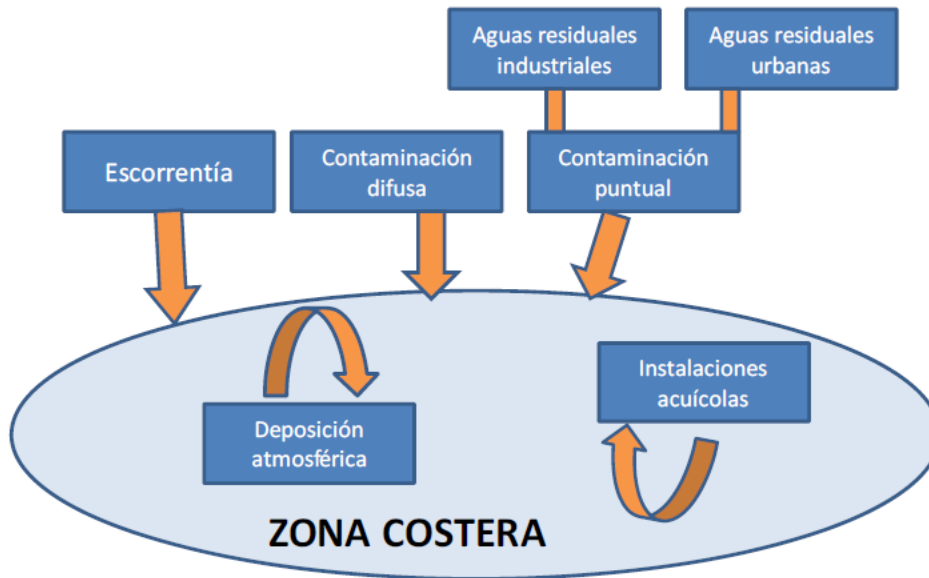 Aguas residuales
industriales
Aguas residuales
urbanas
Escorrentía
Contaminación
difusa
Contaminación
puntual
Instalaciones
acuícolas
Deposición
atmosférica
ZONA COSTERA